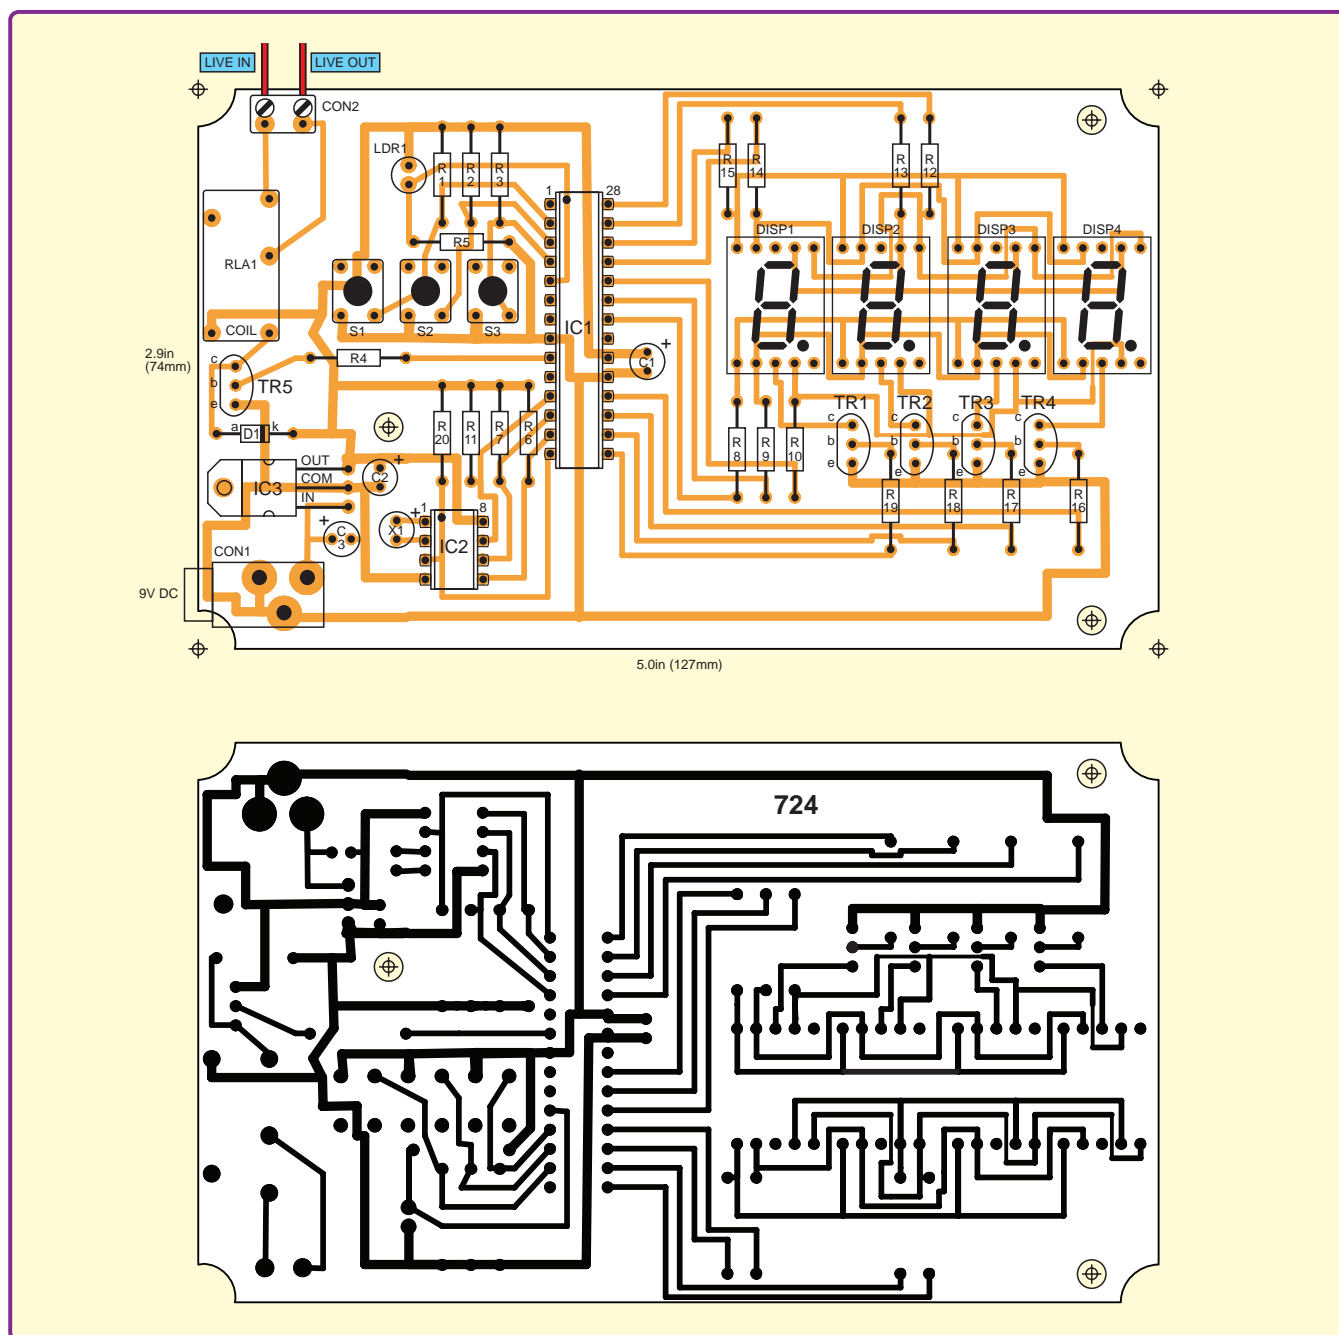 LIVE IN
LIVE OUT
CON2
LDR1
R 1
R 2
R 3
R5
1
28
R 15
R 14
R 13
R 12
DISP1
DISP2
DISP3
DISP4
RLA1
COIL
S1
S2
S3
IC1
C1
+
2.9in
(74mm)
R4
c
b
e
TR5
a
D1
k
R 20
R 11
R 7
R 6
R 8
R 9
R 10
TR1
TR2
TR3
TR4
c
b
e
c
b
e
c
b
e
c
b
e
R 19
R 18
R 17
R 16
OUT
COM
IN
IC3
C2
+
C 3
+
X1
+
1
8
IC2
CON1
9V DC
5.0in (127mm)
724